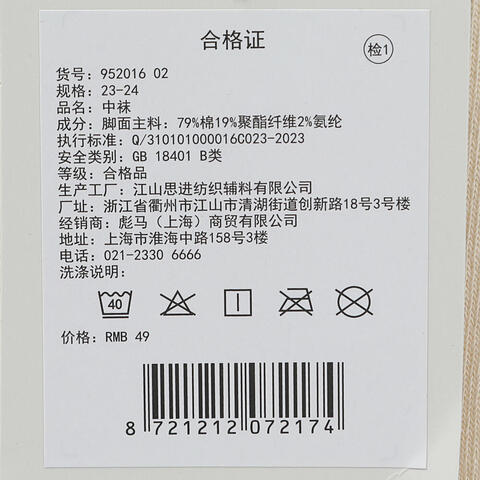 合格证
检1
货号：952016 02
规格：23-24
品名：中袜
成分：脚面主料：79%棉19%聚酯纤维2%氨纶
执行标准：Q/310101000016C023-2023
安全类别：GB 18401 B类
等级：合格品
生产工厂：江山思进纺织辅料有限公司
厂址：浙江省衢州市江山市清湖街道创新路18号3号楼
经销商：彪马（上海）商贸有限公司
地址：上海市淮海中路158号3楼
电话：021-2330 6666
洗涤说明：
40
价格：RMB 49
8 721212 072174